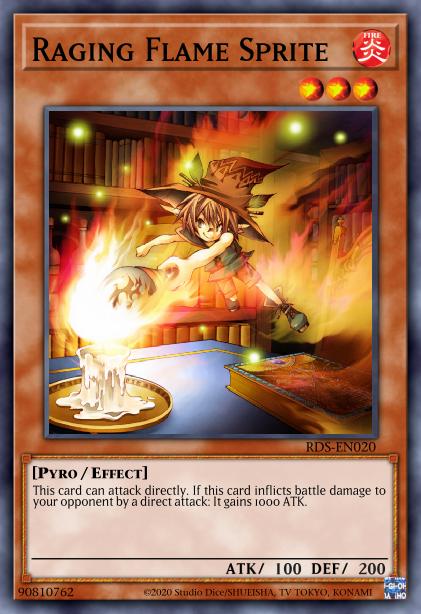 Raging Flame Sprite
FIRE
炎
RDS-EN020
[Pyro / Effect]
This card can attack directly. If this card inflicts battle damage to
your opponent by a direct attack: It gains 1000 ATK.
ATK/ 100 DEF/ 200
90810762
©2020 Studio Dice/SHUEISHA, TV TOKYO, KONAMI